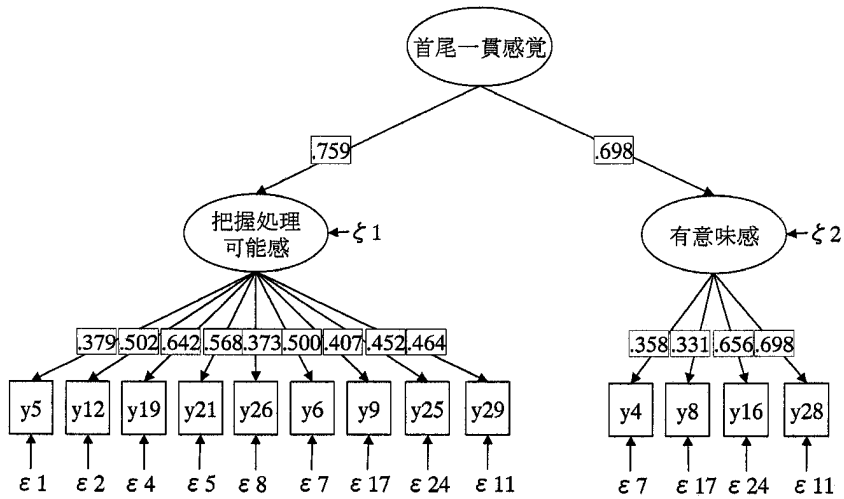 首尾一貫感覚
.759 .698
把握処理
可能感
ζ1
有意味感
ζ2
.379 .502 .642 .568 .373 .500 .407 .452 .464
.358 .331 .656 .698
y5 y12 y19 y21 y26 y6 y9 y25 y29
y4 y8 y16 y28
ε1 ε2 ε4 ε5 ε8 ε7 ε17 ε24 ε11
ε7 ε17 ε24 ε11